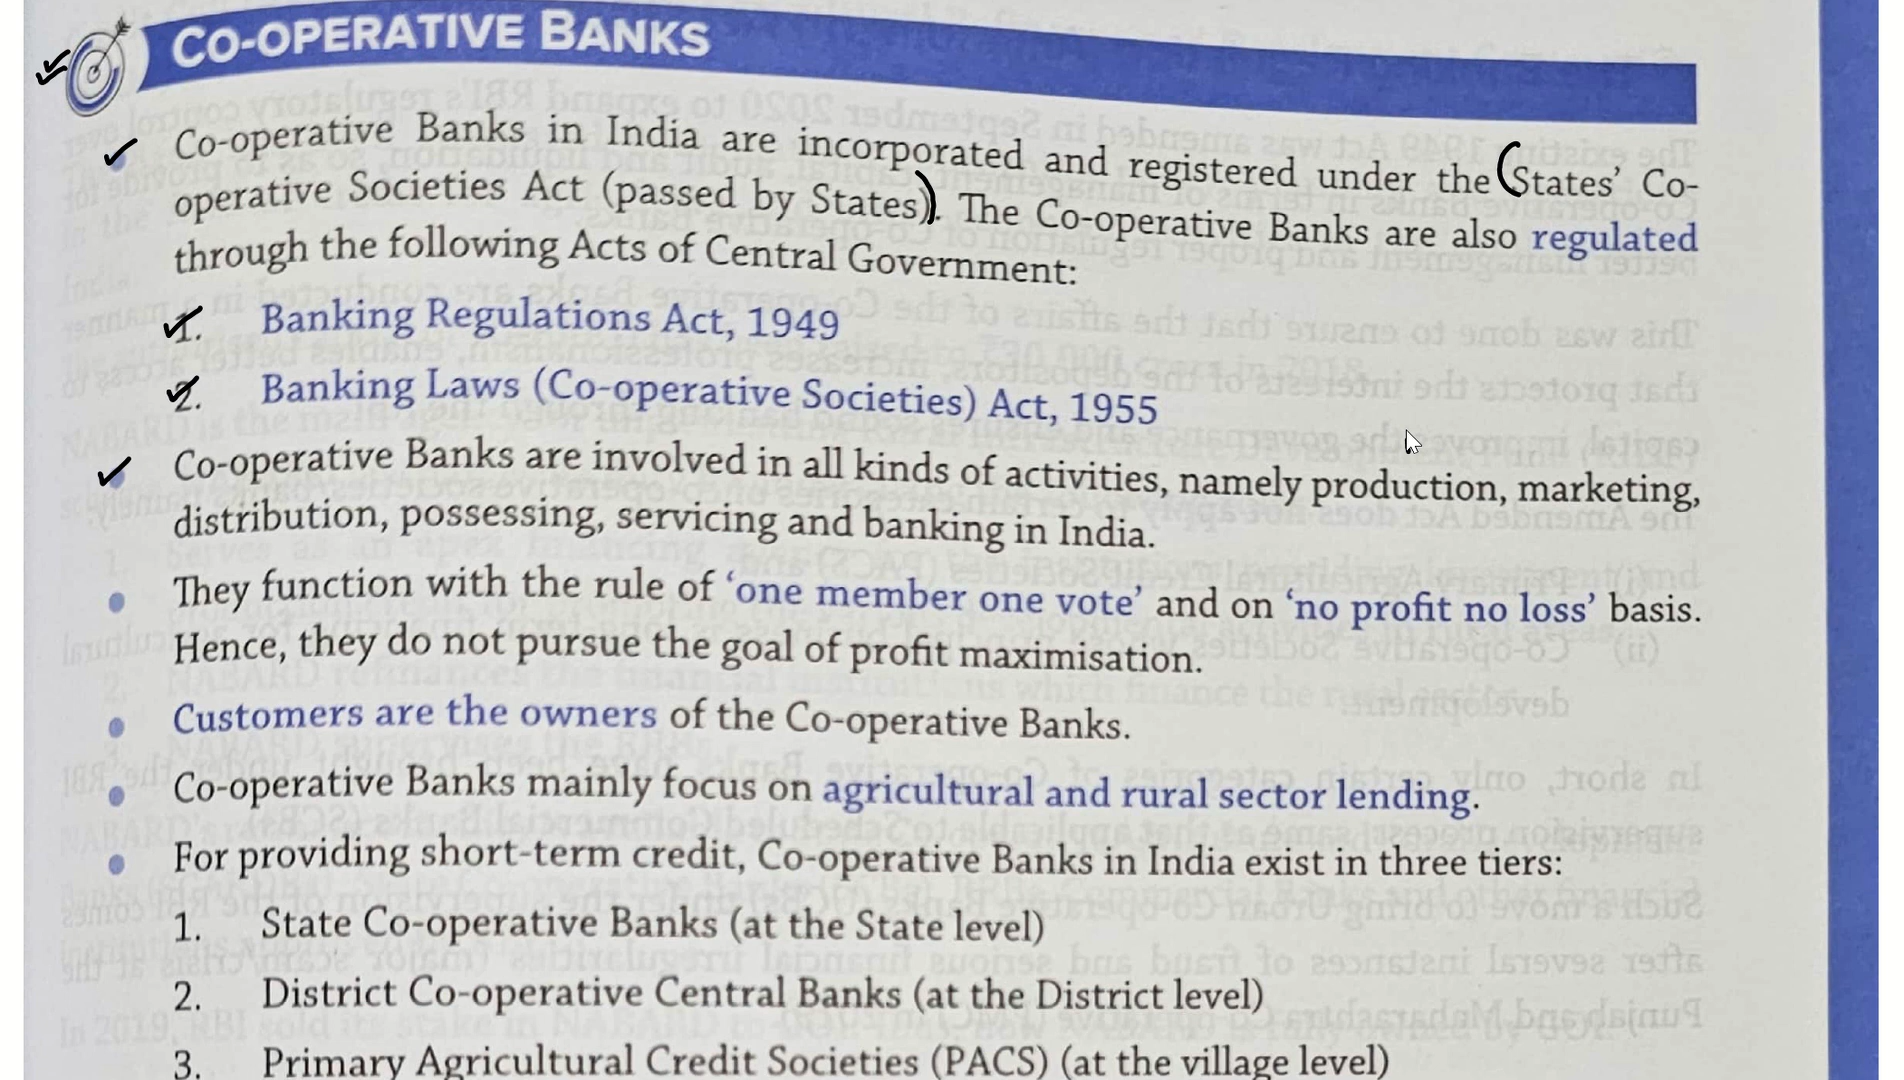 CO-OPERATIVE BANKS
Co-operative Banks in India are incorporated and registered under the States' Co-
operative Societies Act (passed by States). The Co-operative Banks are also regulated
through the following Acts of Central Government:
1. Banking Regulations Act, 1949
2. Banking Laws (Co-operative Societies) Act, 1955
Co-operative Banks are involved in all kinds of activities, namely production, marketing,
distribution, possessing, servicing and banking in India.
They function with the rule of 'one member one vote' and on 'no profit no loss' basis.
Hence, they do not pursue the goal of profit maximisation.
Customers are the owners of the Co-operative Banks.
Co-operative Banks mainly focus on agricultural and rural sector lending.
For providing short-term credit, Co-operative Banks in India exist in three tiers:
1. State Co-operative Banks (at the State level)
2. District Co-operative Central Banks (at the District level)
3. Primary Agricultural Credit Societies (PACS) (at the village level)